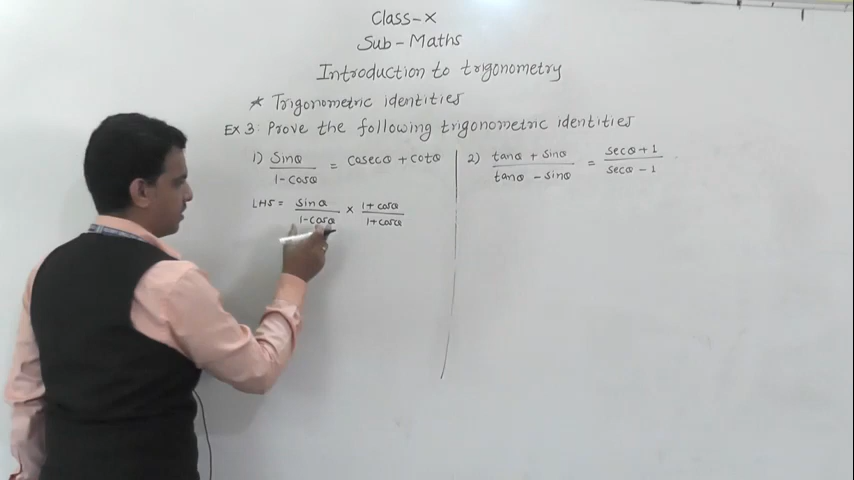 Class-X
Sub-Maths
Introduction to trigonometry
* Trigonometric identities
Ex 3: Prove the following trigonometric identities
1) Sinθ / 1-cosθ = cosecθ + cotθ
LHS = sinθ / 1-cosθ × 1+cosθ / 1+cosθ
2) tanθ + sinθ / tanθ - sinθ = secθ+1 / secθ-1